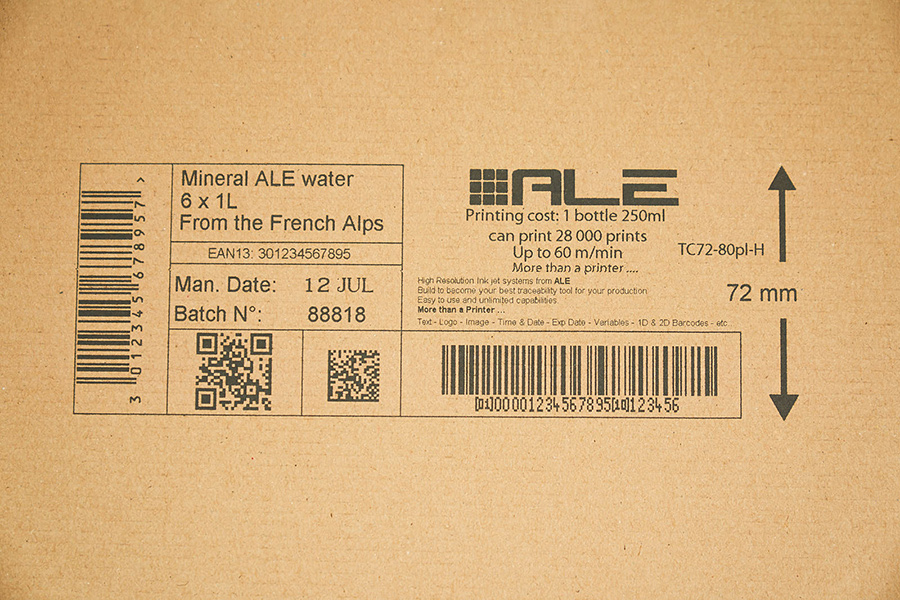 3 012345 678957 >
Mineral ALE water
6 x 1L
From the French Alps
EAN13: 301234567895
Man. Date: 12 JUL
Batch N°: 88818
ALE
Printing cost: 1 bottle 250ml
can print 28 000 prints
Up to 60 m/min
More than a printer ....
High Resolution Ink jet systems from ALE
Build to become your best traceability tool for your production.
Easy to use and unlimited capabilities.
More than a Printer ...
Text - Logo - Image - Time & Date - Exp Date - Variables - 1D & 2D Barcodes - etc.
TC72-80pl-H
72 mm
[01]00001234567895[10]123456